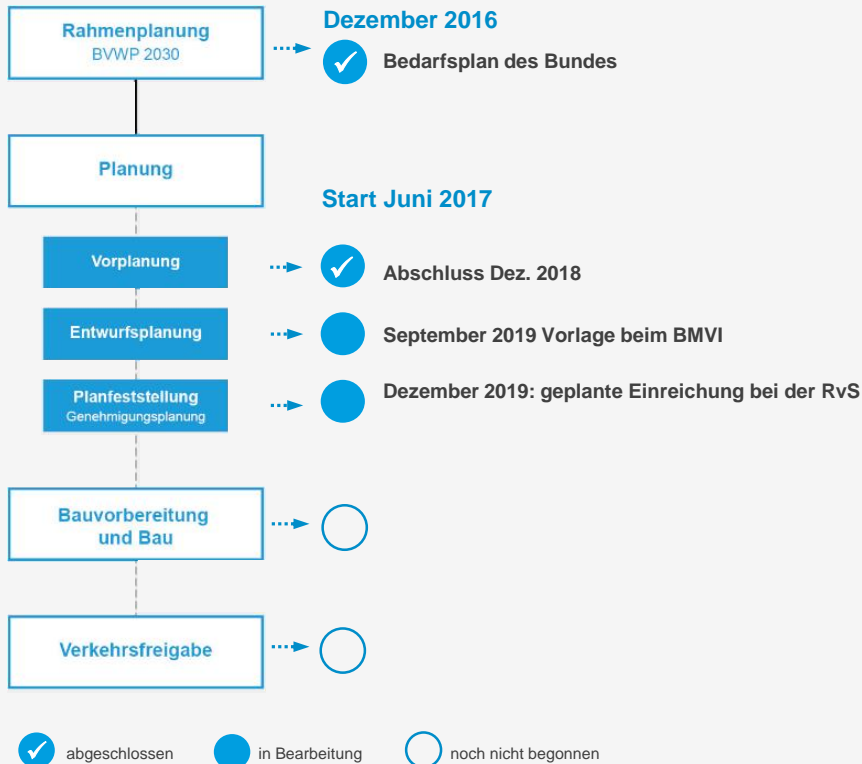 Rahmenplanung
BVWP 2030
Dezember 2016
Bedarfsplan des Bundes
Planung
Start Juni 2017
Vorplanung
Abschluss Dez. 2018
Entwurfsplanung
September 2019 Vorlage beim BMVI
Planfeststellung
Genehmigungsplanung
Dezember 2019: geplante Einreichung bei der RvS
Bauvorbereitung
und Bau
Verkehrsfreigabe
abgeschlossen
in Bearbeitung
noch nicht begonnen